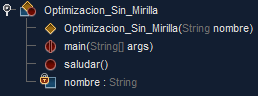 Optimizacion_Sin_Mirilla
Optimizacion_Sin_Mirilla(String nombre)
main(String[] args)
saludar()
nombre : String